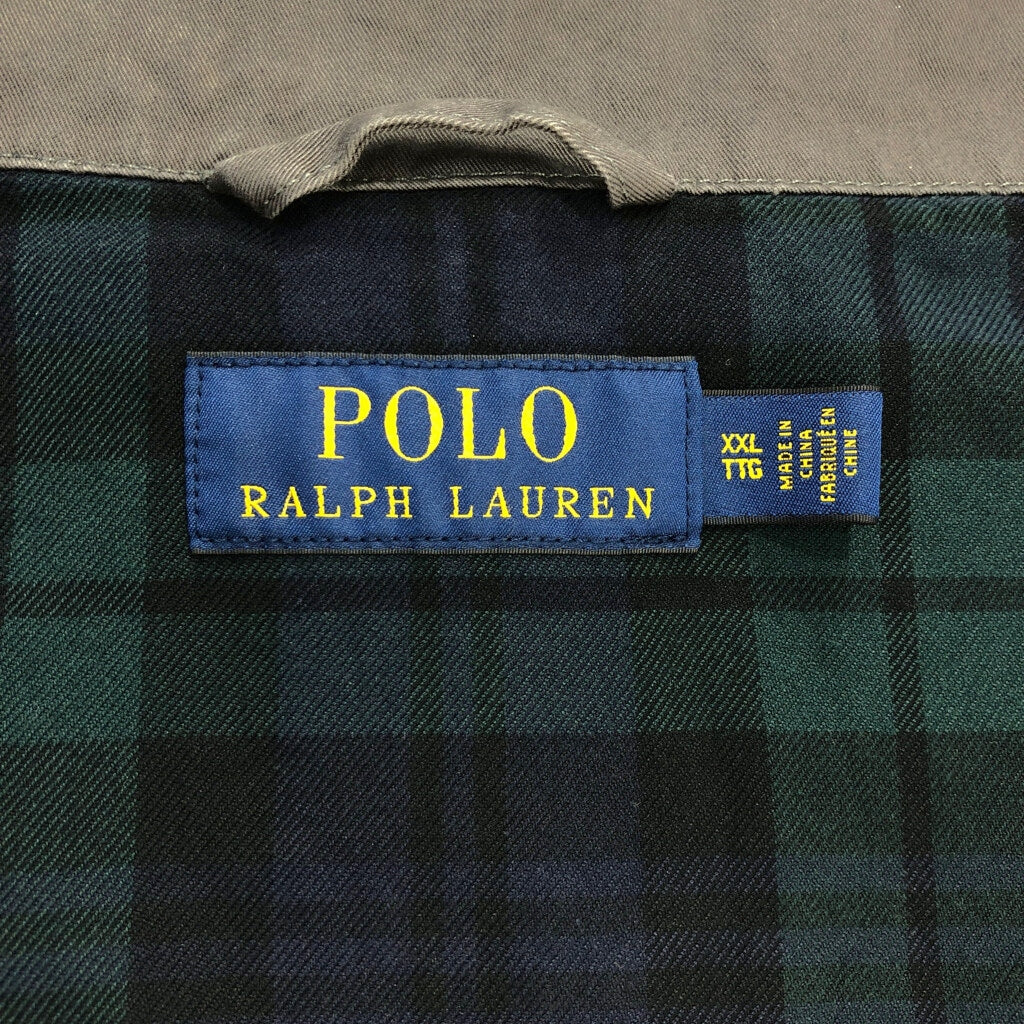 POLO
RALPH LAUREN
XXL
TTG
MADE IN
CHINA
FABRIQUÉ EN
CHINE